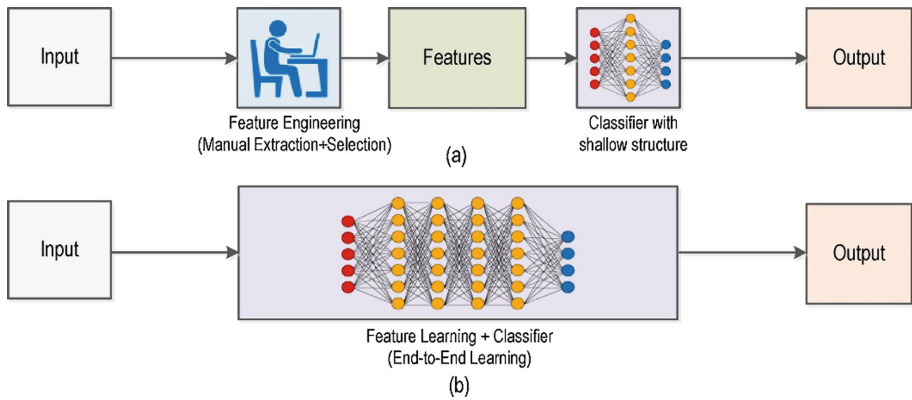 Input
Features
Output
Feature Engineering
(Manual Extraction+Selection)
Classifier with
shallow structure
(a)
Input
Output
Feature Learning + Classifier
(End-to-End Learning)
(b)